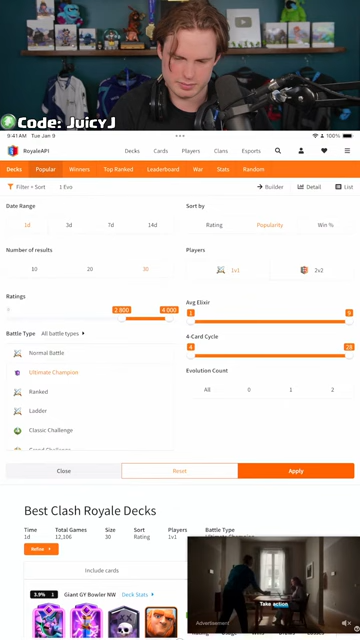 Code: JuicyJ
9:41 AM Tue Jan 9
100%
RoyaleAPI
Decks Cards Players Clans Esports
Decks Popular Winners Top Ranked Leaderboard War Stats Random
Filter + Sort 1 Evo Builder Detail List
Date Range
1d 3d 7d 14d
Sort by
Rating Popularity Win %
Number of results
10 20 30
Players
1v1 2v2
Ratings
2 800 4 000
Avg Elixir
1 9
Battle Type All battle types
4-Card Cycle
4 28
Normal Battle
Ultimate Champion
Ranked
Ladder
Classic Challenge
Evolution Count
All 0 1 2
Close Reset Apply
Best Clash Royale Decks
Time Total Games Size Sort Players Battle Type
1d 12,106 30 Rating 1v1
Include cards
3.9% 1 Giant GY Bowler NW Deck Stats
Take action
Advertisement